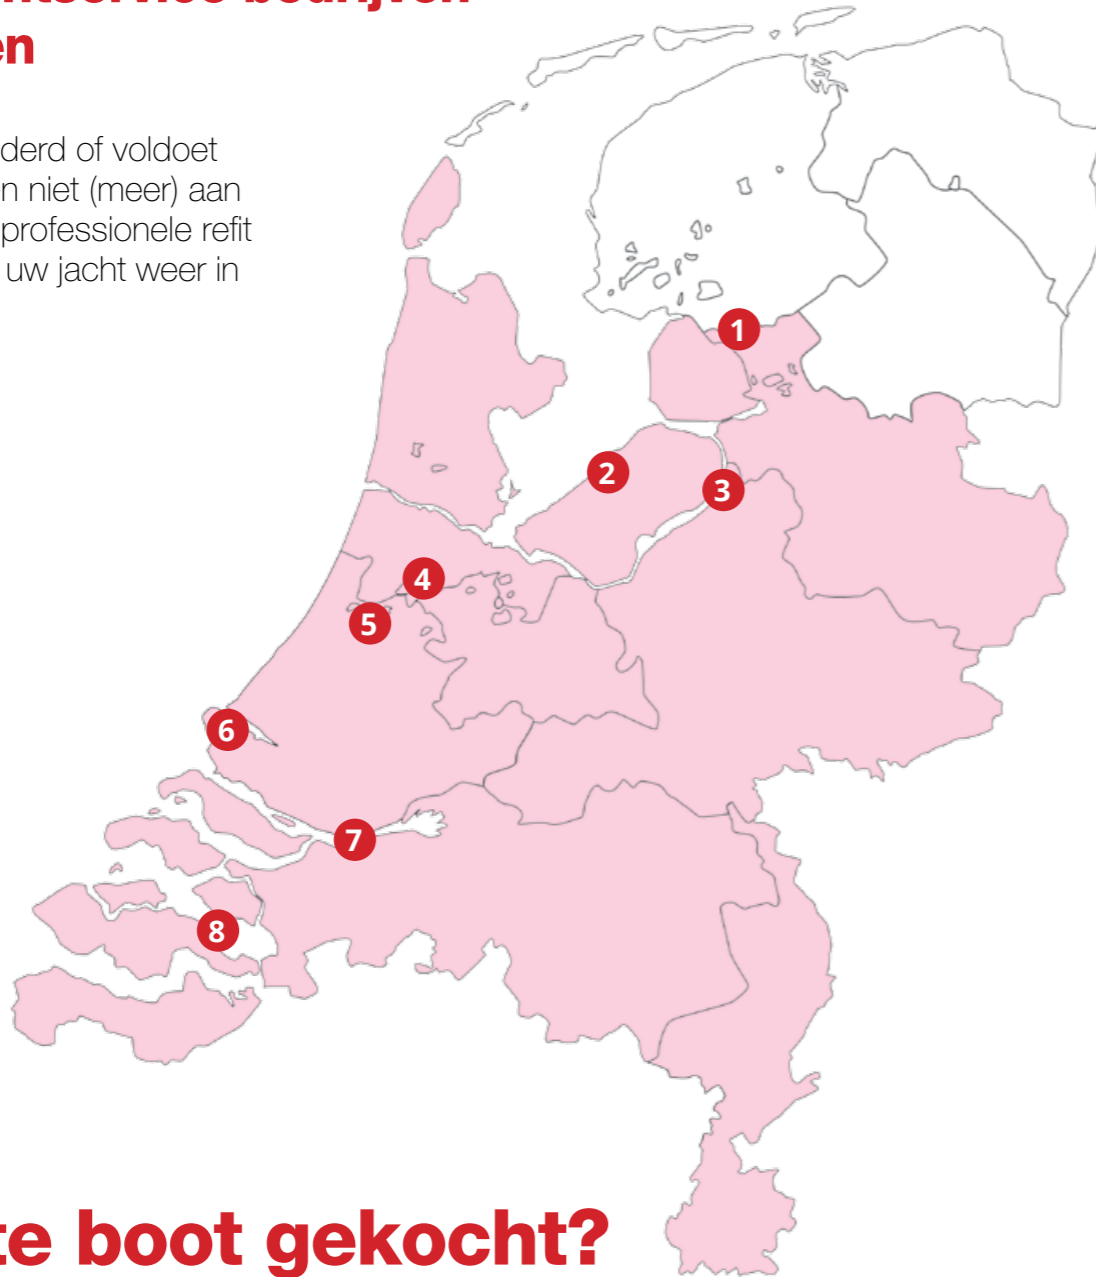 bedrijven
en
derd of voldoet
n niet (meer) aan
professionele refit
uw jacht weer in
1
2
3
4
5
6
7
8
te boot gekocht?